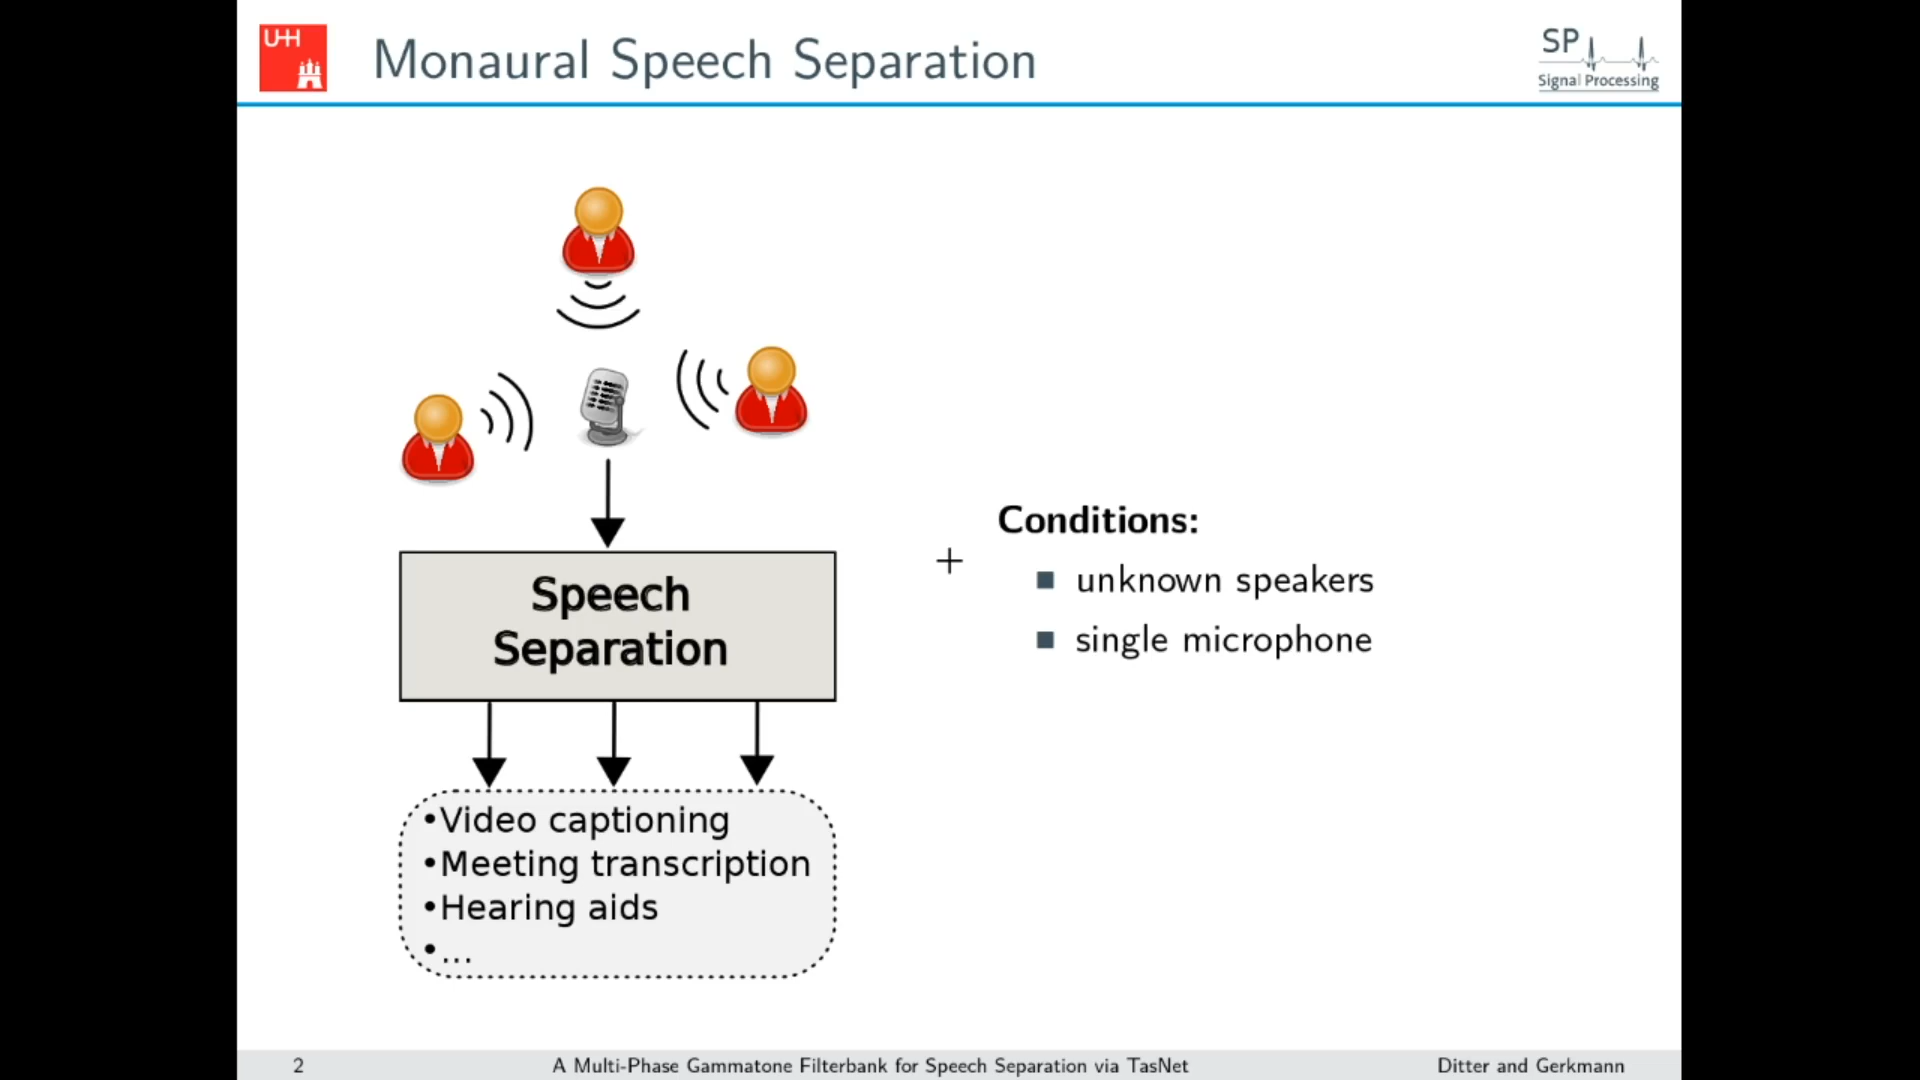 UHH
Monaural Speech Separation
SP
Signal Processing
Speech
Separation
•Video captioning
•Meeting transcription
•Hearing aids
•...
+
Conditions:
■ unknown speakers
■ single microphone
2
A Multi-Phase Gammatone Filterbank for Speech Separation via TasNet
Ditter and Gerkmann